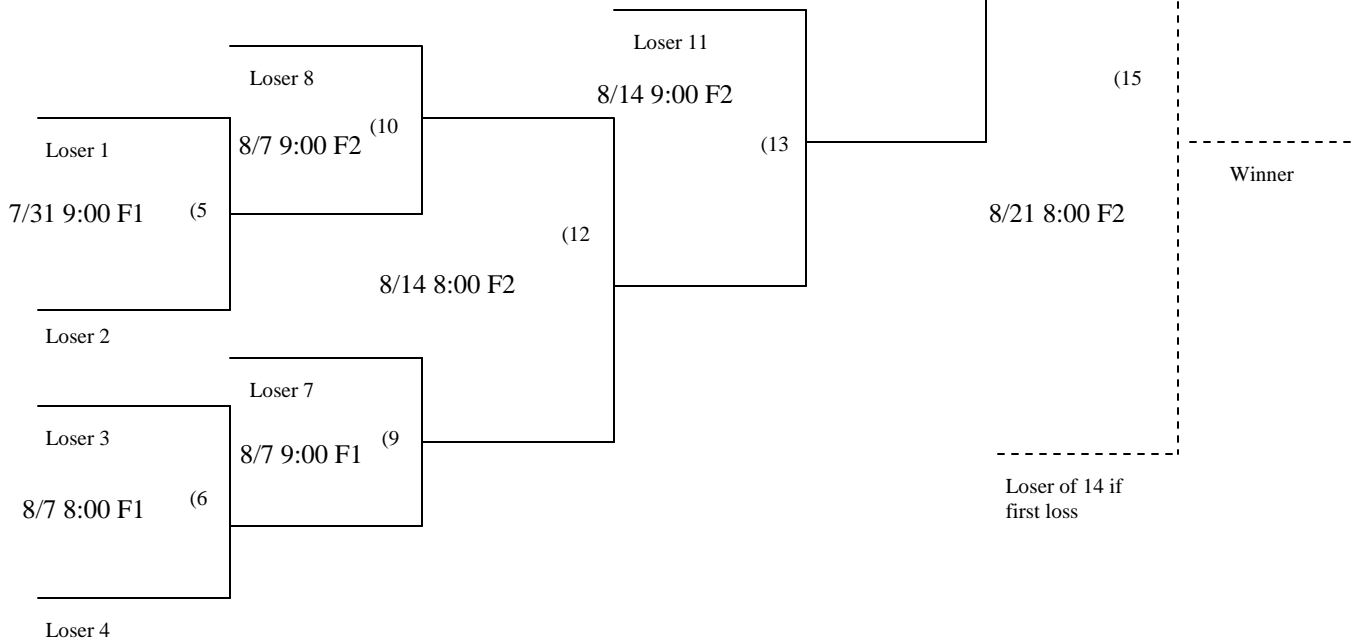 Loser 11
Loser 8
8/14 9:00 F2
(15
(10
8/7 9:00 F2
Loser 1
(13
Winner
7/31 9:00 F1
(5
8/21 8:00 F2
(12
8/14 8:00 F2
Loser 2
Loser 7
Loser 3
(9
8/7 9:00 F1
Loser of 14 if
first loss
(6
8/7 8:00 F1
Loser 4